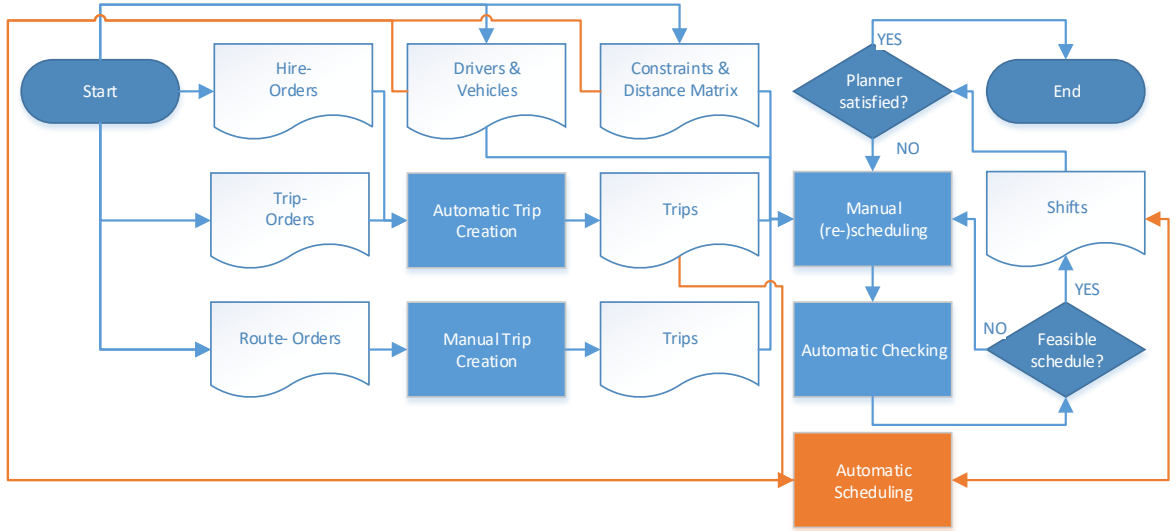 YES
Start
Hire-
Orders
Drivers &
Vehicles
Constraints &
Distance Matrix
Planner
satisfied?
End
NO
Trip-
Orders
Automatic Trip
Creation
Trips
Manual
(re-)scheduling
Shifts
YES
NO
Route- Orders
Manual Trip
Creation
Trips
Automatic Checking
Feasible
schedule?
Automatic
Scheduling